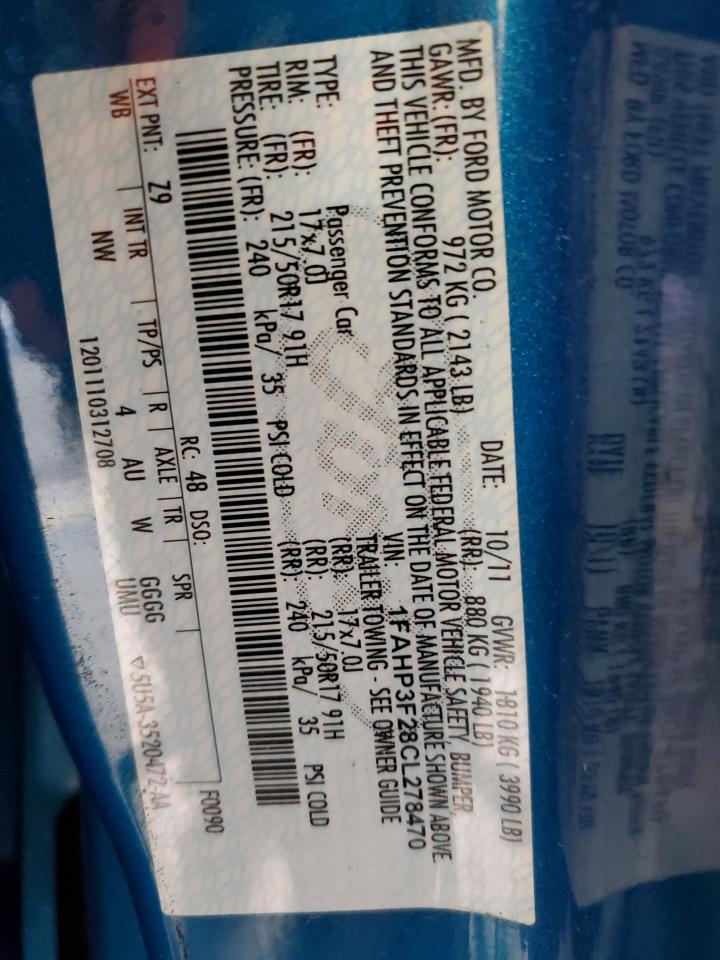 MFD. BY FORD MOTOR CO.
DATE: 10/11 GVWR: 1810 KG ( 3990 LB)
GAWR: (FR): 972 KG ( 2143 LB) (RR): 880 KG ( 1940 LB)
THIS VEHICLE CONFORMS TO ALL APPLICABLE FEDERAL MOTOR VEHICLE SAFETY, BUMPER,
AND THEFT PREVENTION STANDARDS IN EFFECT ON THE DATE OF MANUFACTURE SHOWN ABOVE
VIN: 1FAHP3F28CL278470
TYPE: Passenger Car TRAILER TOWING - SEE OWNER GUIDE
RIM: (FR): 17x7.0J (RR): 17x7.0J
TIRE: (FR): 215/50R17 91H (RR): 215/50R17 91H
PRESSURE: (FR): 240 kPa/ 35 PSI COLD (RR): 240 kPa/ 35 PSI COLD
F0090
EXT PNT: Z9 RC: 48 DSO:
WB INT TR TP/PS R AXLE TR SPR
NW 4 AU W GGGG
UMU
1201110312708 5U5A-3520472-AA